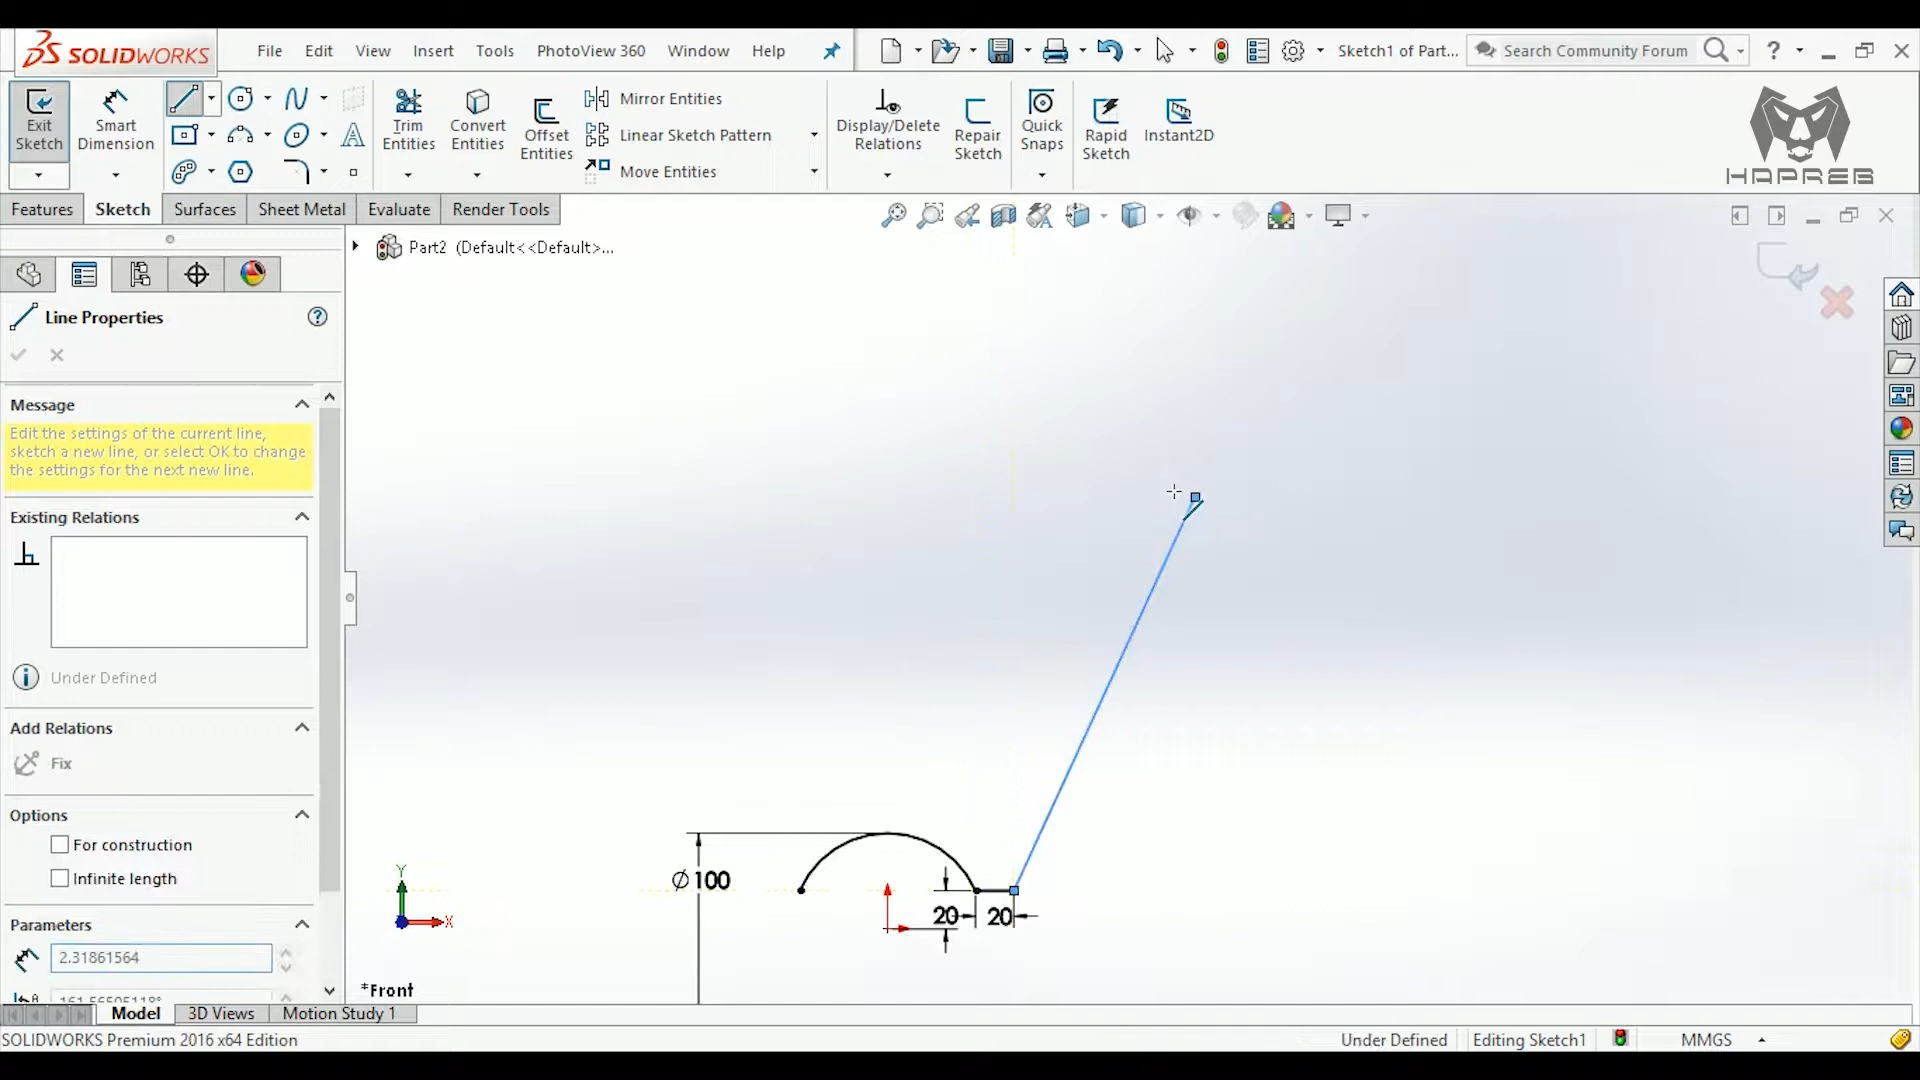 SOLIDWORKS
File Edit View Insert Tools PhotoView 360 Window Help
Sketch1 of Part...
Search Community Forum
Exit Sketch
Smart Dimension
Trim Entities
Convert Entities
Offset Entities
Mirror Entities
Linear Sketch Pattern
Move Entities
Display/Delete Relations
Repair Sketch
Quick Snaps
Rapid Sketch
Instant2D
HAPREB
Features Sketch Surfaces Sheet Metal Evaluate Render Tools
Part2 (Default<<Default>...
Line Properties
Message
Edit the settings of the current line,
sketch a new line, or select OK to change
the settings for the next new line.
Existing Relations
Under Defined
Add Relations
Fix
Options
For construction
Infinite length
Parameters
2.31861564
161.56505118°
Ø100
20
20
Y
X
*Front
Model 3D Views Motion Study 1
SOLIDWORKS Premium 2016 x64 Edition
Under Defined Editing Sketch1 MMGS